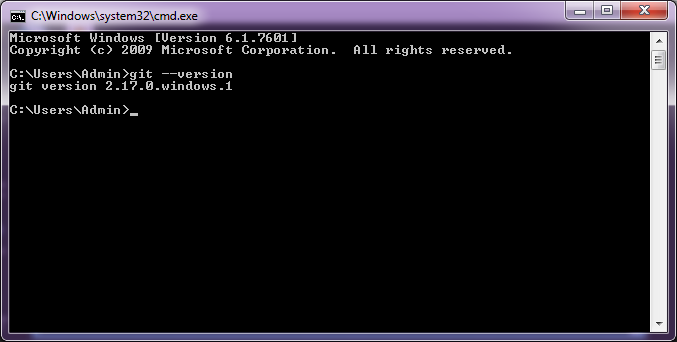 C:\Windows\system32\cmd.exe
Microsoft Windows [Version 6.1.7601]
Copyright (c) 2009 Microsoft Corporation.  All rights reserved.
C:\Users\Admin>git --version
git version 2.17.0.windows.1
C:\Users\Admin>_